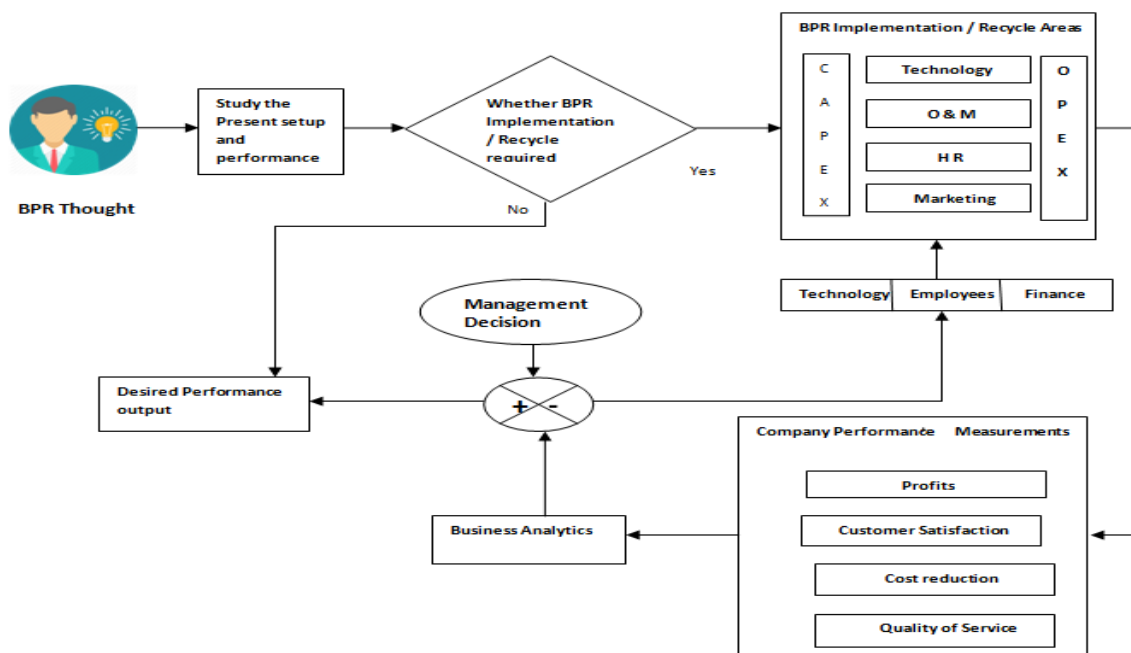 BPR Thought
Study the
Present setup
and
performance
Whether BPR
Implementation
/ Recycle
required
Yes
No
BPR Implementation / Recycle Areas
C
A
P
E
X
Technology
O & M
H R
Marketing
O
P
E
X
Technology
Employees
Finance
Management
Decision
Desired Performance
output
+
-
Business Analytics
Company Performance Measurements
Profits
Customer Satisfaction
Cost reduction
Quality of Service